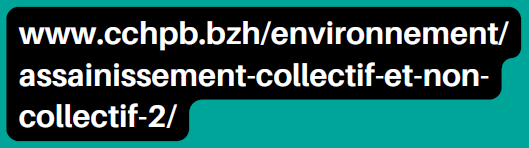 www.cchpb.bzh/environnement/
assainissement-collectif-et-non-
collectif-2/